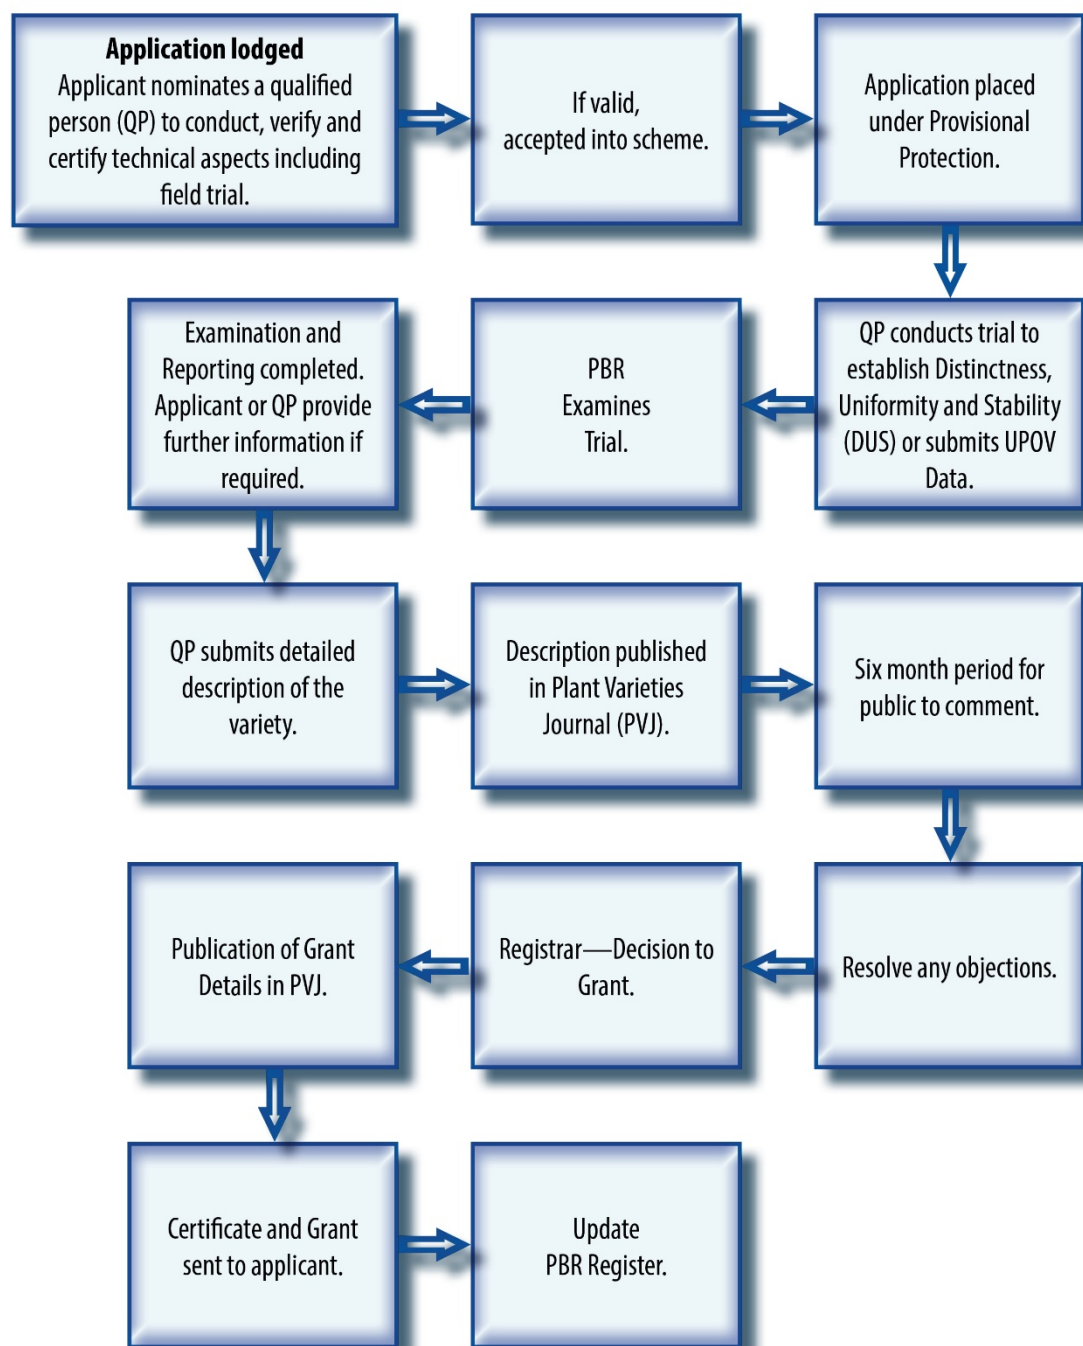 Application lodged
Applicant nominates a qualified
person (QP) to conduct, verify and
certify technical aspects including
field trial.
If valid,
accepted into scheme.
Application placed
under Provisional
Protection.
QP conducts trial to
establish Distinctness,
Uniformity and Stability
(DUS) or submits UPOV
Data.
PBR
Examines
Trial.
Examination and
Reporting completed.
Applicant or QP provide
further information if
required.
QP submits detailed
description of the
variety.
Description published
in Plant Varieties
Journal (PVJ).
Six month period for
public to comment.
Resolve any objections.
Registrar—Decision to
Grant.
Publication of Grant
Details in PVJ.
Certificate and Grant
sent to applicant.
Update
PBR Register.